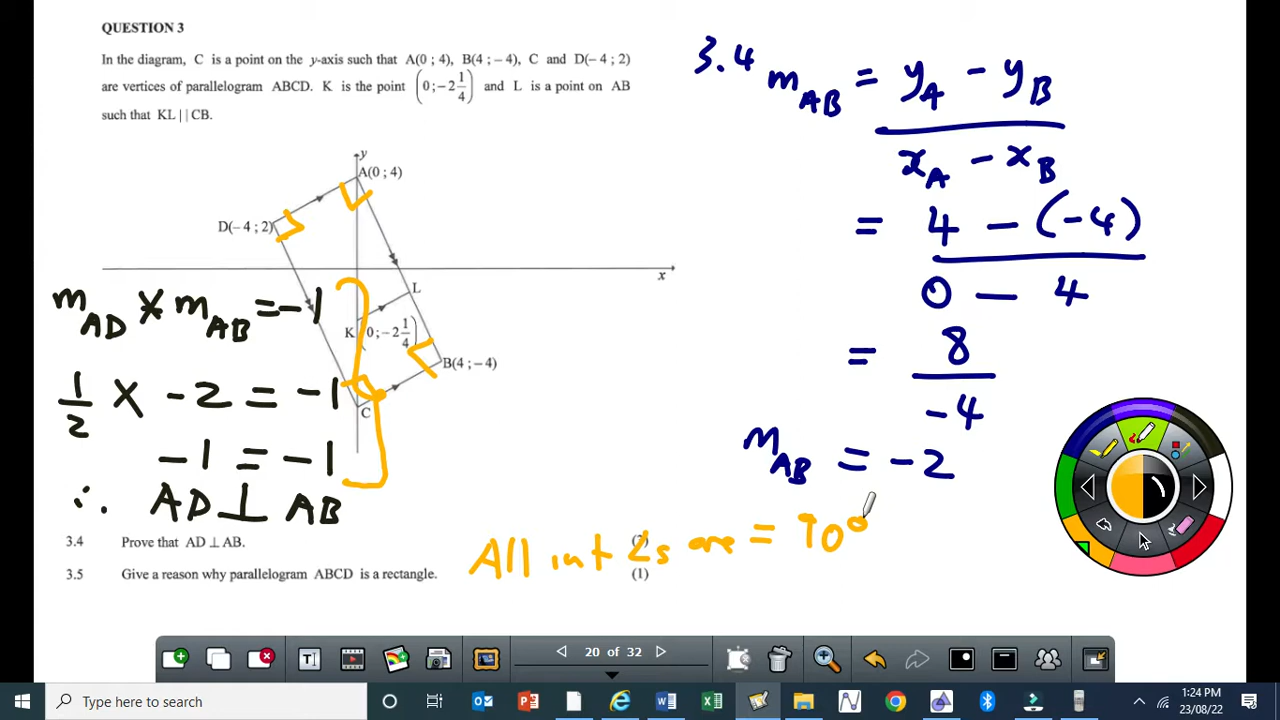 QUESTION 3
In the diagram, C is a point on the y-axis such that A(0 ; 4), B(4 ; −4), C and D(−4 ; 2)
are vertices of parallelogram ABCD. K is the point (0 ; −2 1/4) and L is a point on AB
such that KL | | CB.
y
A(0 ; 4)
D(−4 ; 2)
x
L
K (0 ; −2 1/4)
B(4 ; −4)
C
m_AD × m_AB = −1
1/2 × −2 = −1
−1 = −1
∴ AD ⊥ AB
3.4 m_AB = y_A − y_B
x_A − x_B
= 4 − (−4)
0 − 4
= 8
−4
m_AB = −2
3.4 Prove that AD ⊥ AB.
3.5 Give a reason why parallelogram ABCD is a rectangle. (1)
All int ∠s are = 90°
20 of 32
Type here to search
1:24 PM
23/08/22